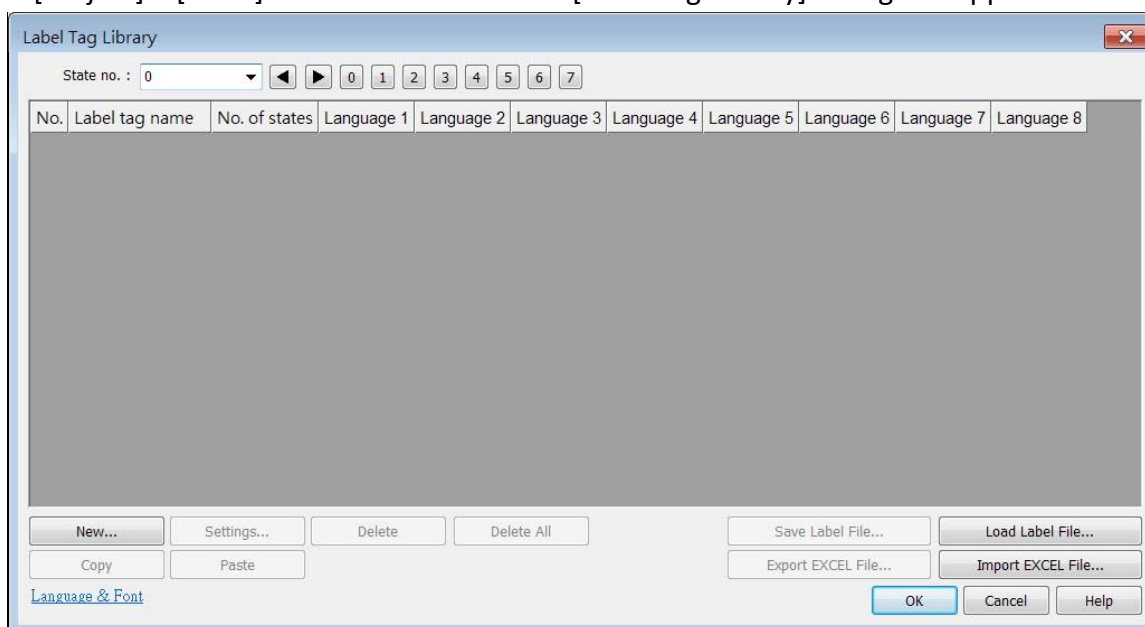 Label Tag Library
State no. : 0 0 1 2 3 4 5 6 7
No. Label tag name No. of states Language 1 Language 2 Language 3 Language 4 Language 5 Language 6 Language 7 Language 8
New... Settings... Delete Delete All Save Label File... Load Label File...
Copy Paste Export EXCEL File... Import EXCEL File...
Language & Font OK Cancel Help